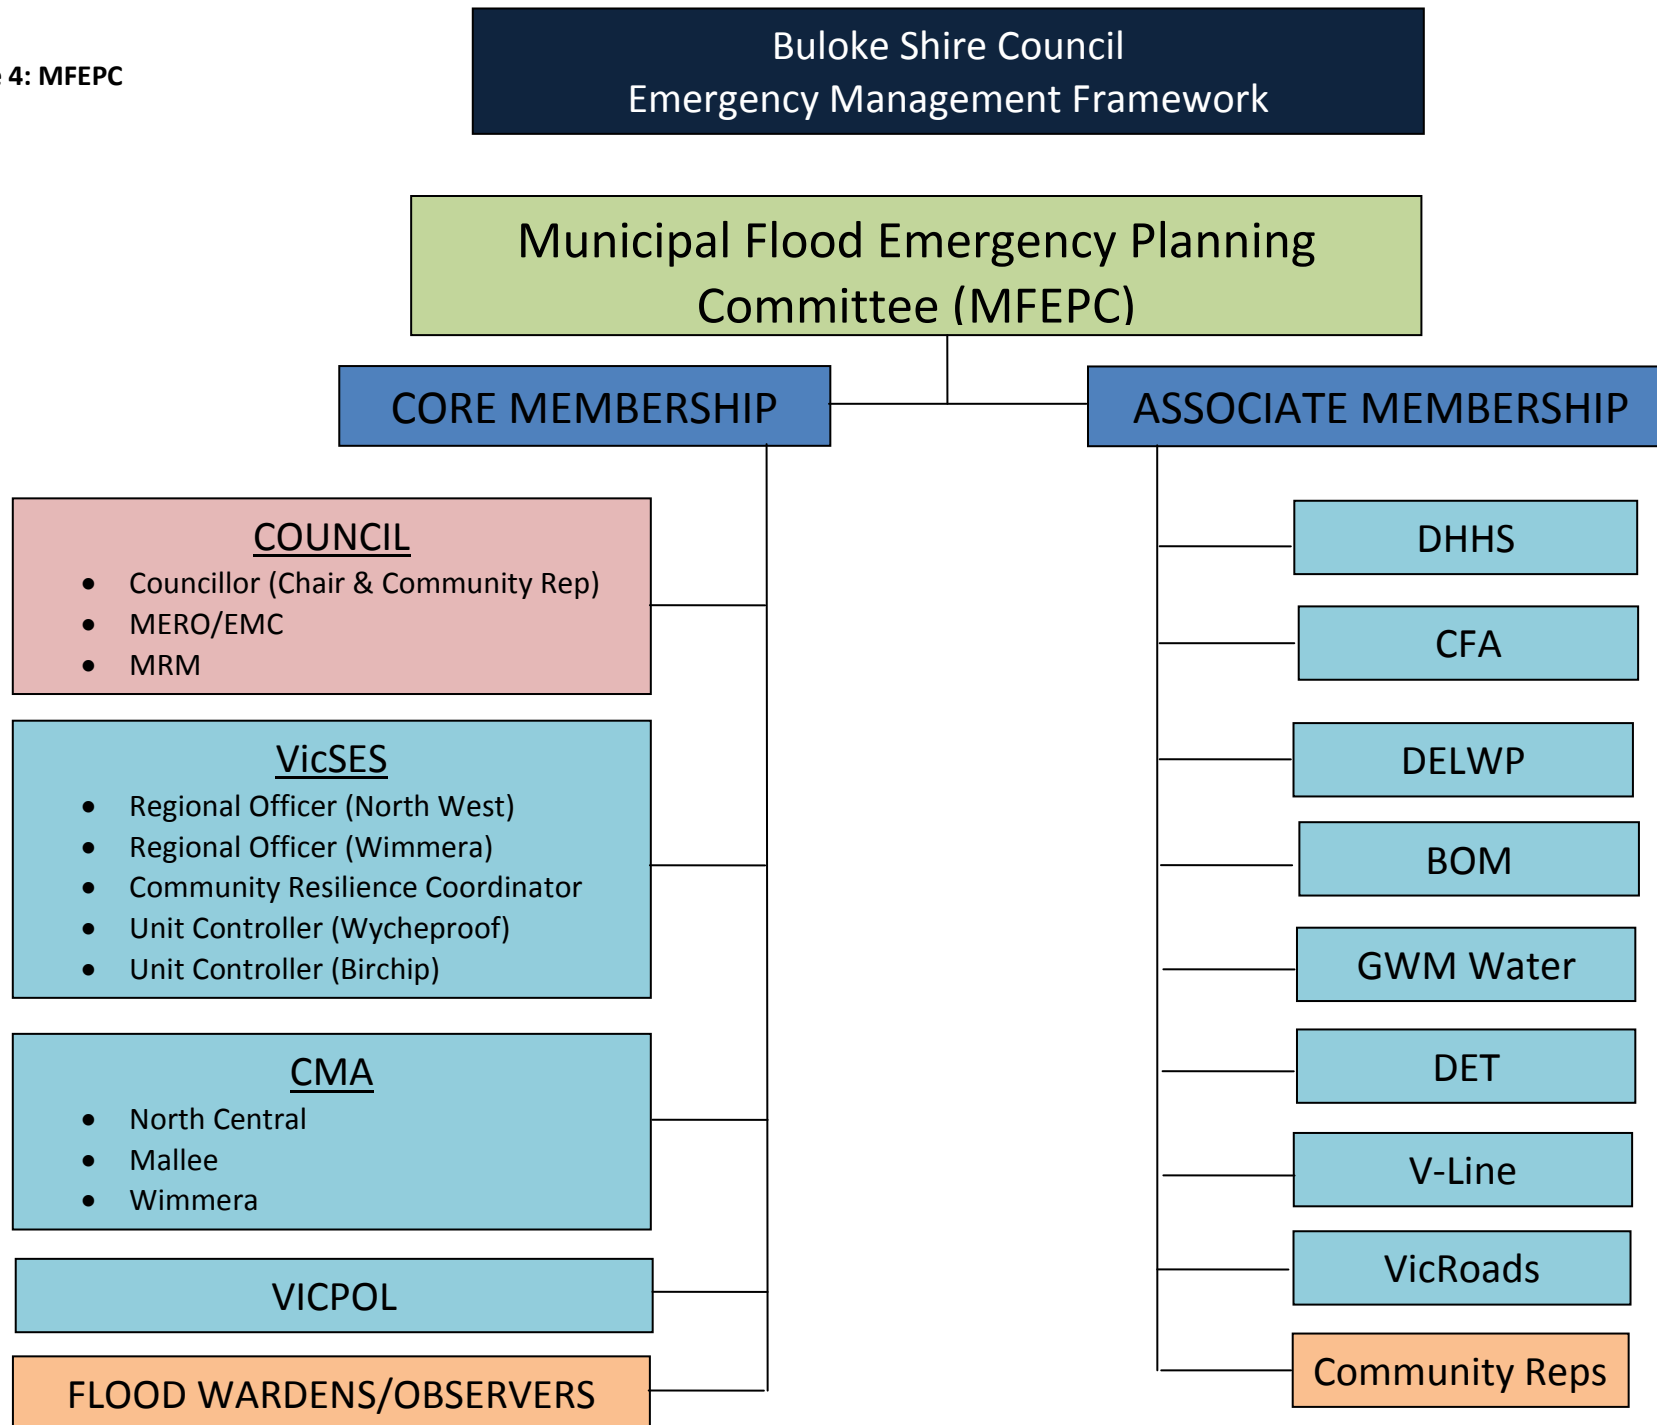 4: MFEPC
Buloke Shire Council
Emergency Management Framework
Municipal Flood Emergency Planning
Committee (MFEPC)
CORE MEMBERSHIP
ASSOCIATE MEMBERSHIP
COUNCIL
• Councillor (Chair & Community Rep)
• MERO/EMC
• MRM
VicSES
• Regional Officer (North West)
• Regional Officer (Wimmera)
• Community Resilience Coordinator
• Unit Controller (Wycheproof)
• Unit Controller (Birchip)
CMA
• North Central
• Mallee
• Wimmera
VICPOL
FLOOD WARDENS/OBSERVERS
DHHS
CFA
DELWP
BOM
GWM Water
DET
V-Line
VicRoads
Community Reps